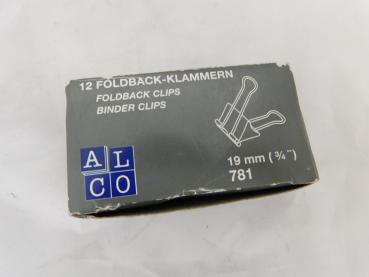 12 FOLDBACK-KLAMMERN
FOLDBACK CLIPS
BINDER CLIPS
19 mm (¾")
781
AL
CO